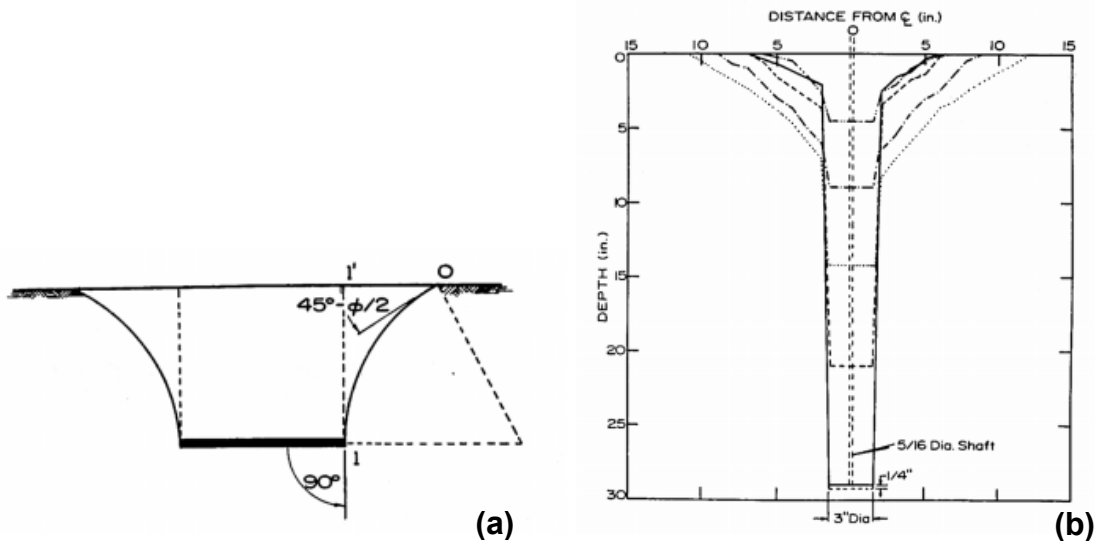 1'
O
45°-ϕ/2
1
90°
(a)
DISTANCE FROM ℄ (in.)
15 10 5 0 5 10 15
0
5
10
15
20
25
30
DEPTH (in.)
5/16 Dia. Shaft
1/4"
3"Dia
(b)